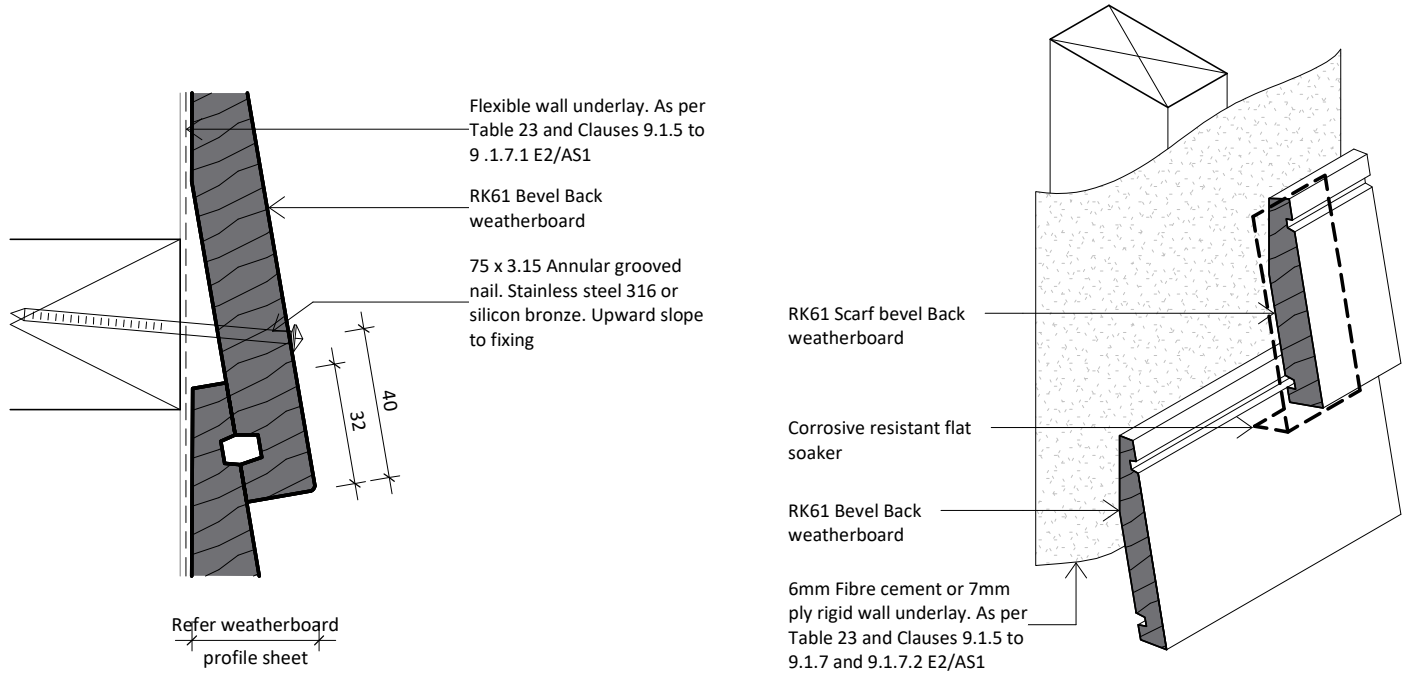 Flexible wall underlay. As per
Table 23 and Clauses 9.1.5 to
9 .1.7.1 E2/AS1
RK61 Bevel Back
weatherboard
75 x 3.15 Annular grooved
nail. Stainless steel 316 or
silicon bronze. Upward slope
to fixing
40
32
Refer weatherboard
profile sheet
RK61 Scarf bevel Back
weatherboard
Corrosive resistant flat
soaker
RK61 Bevel Back
weatherboard
6mm Fibre cement or 7mm
ply rigid wall underlay. As per
Table 23 and Clauses 9.1.5 to
9.1.7 and 9.1.7.2 E2/AS1